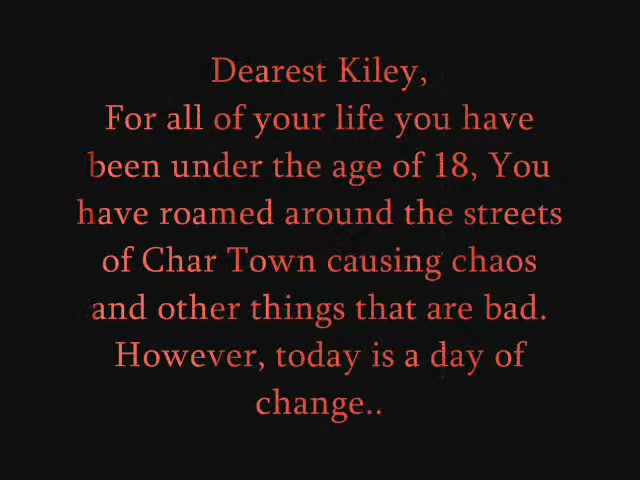 Dearest Kiley,
For all of your life you have
been under the age of 18, You
have roamed around the streets
of Char Town causing chaos
and other things that are bad.
However, today is a day of
change..